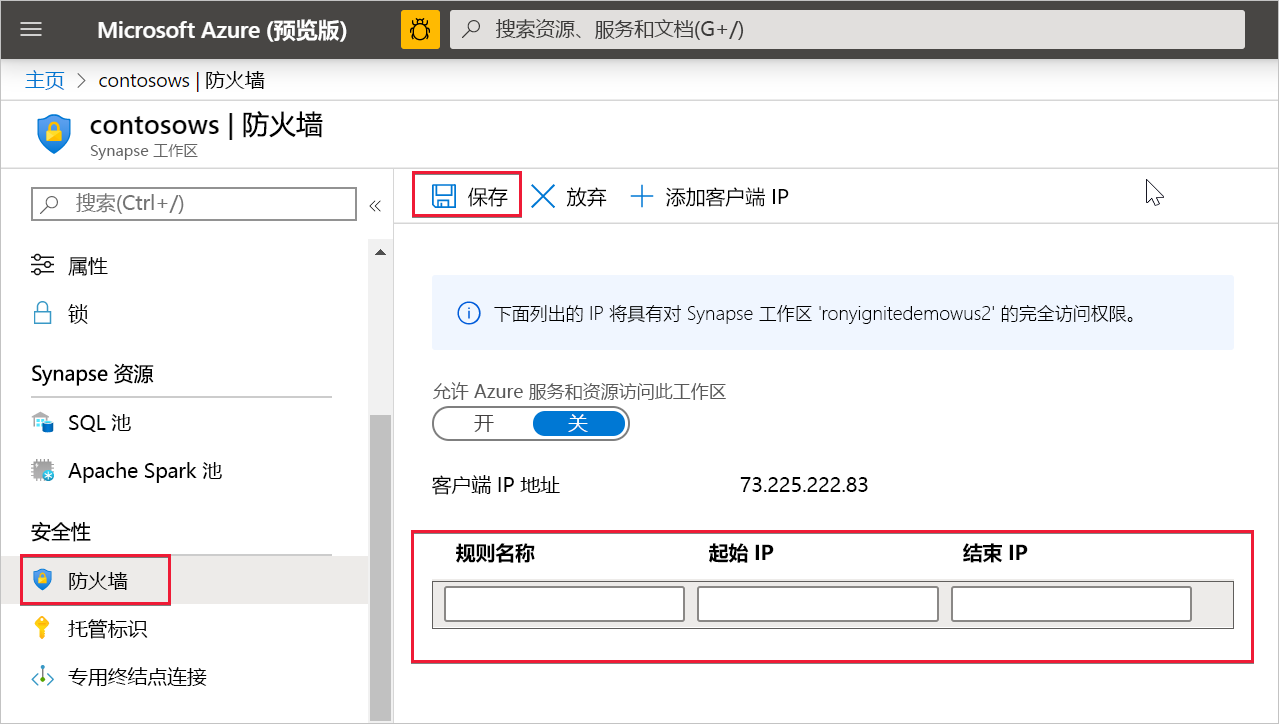 Microsoft Azure (预览版)
搜索资源、服务和文档(G+/)
主页 > contosows | 防火墙
contosows | 防火墙
Synapse 工作区
搜索(Ctrl+/)
«
属性
锁
Synapse 资源
SQL 池
Apache Spark 池
安全性
防火墙
托管标识
专用终结点连接
保存 放弃 添加客户端 IP
下面列出的 IP 将具有对 Synapse 工作区 'ronyignitedemowus2' 的完全访问权限。
允许 Azure 服务和资源访问此工作区
开 关
客户端 IP 地址 73.225.222.83
规则名称 起始 IP 结束 IP